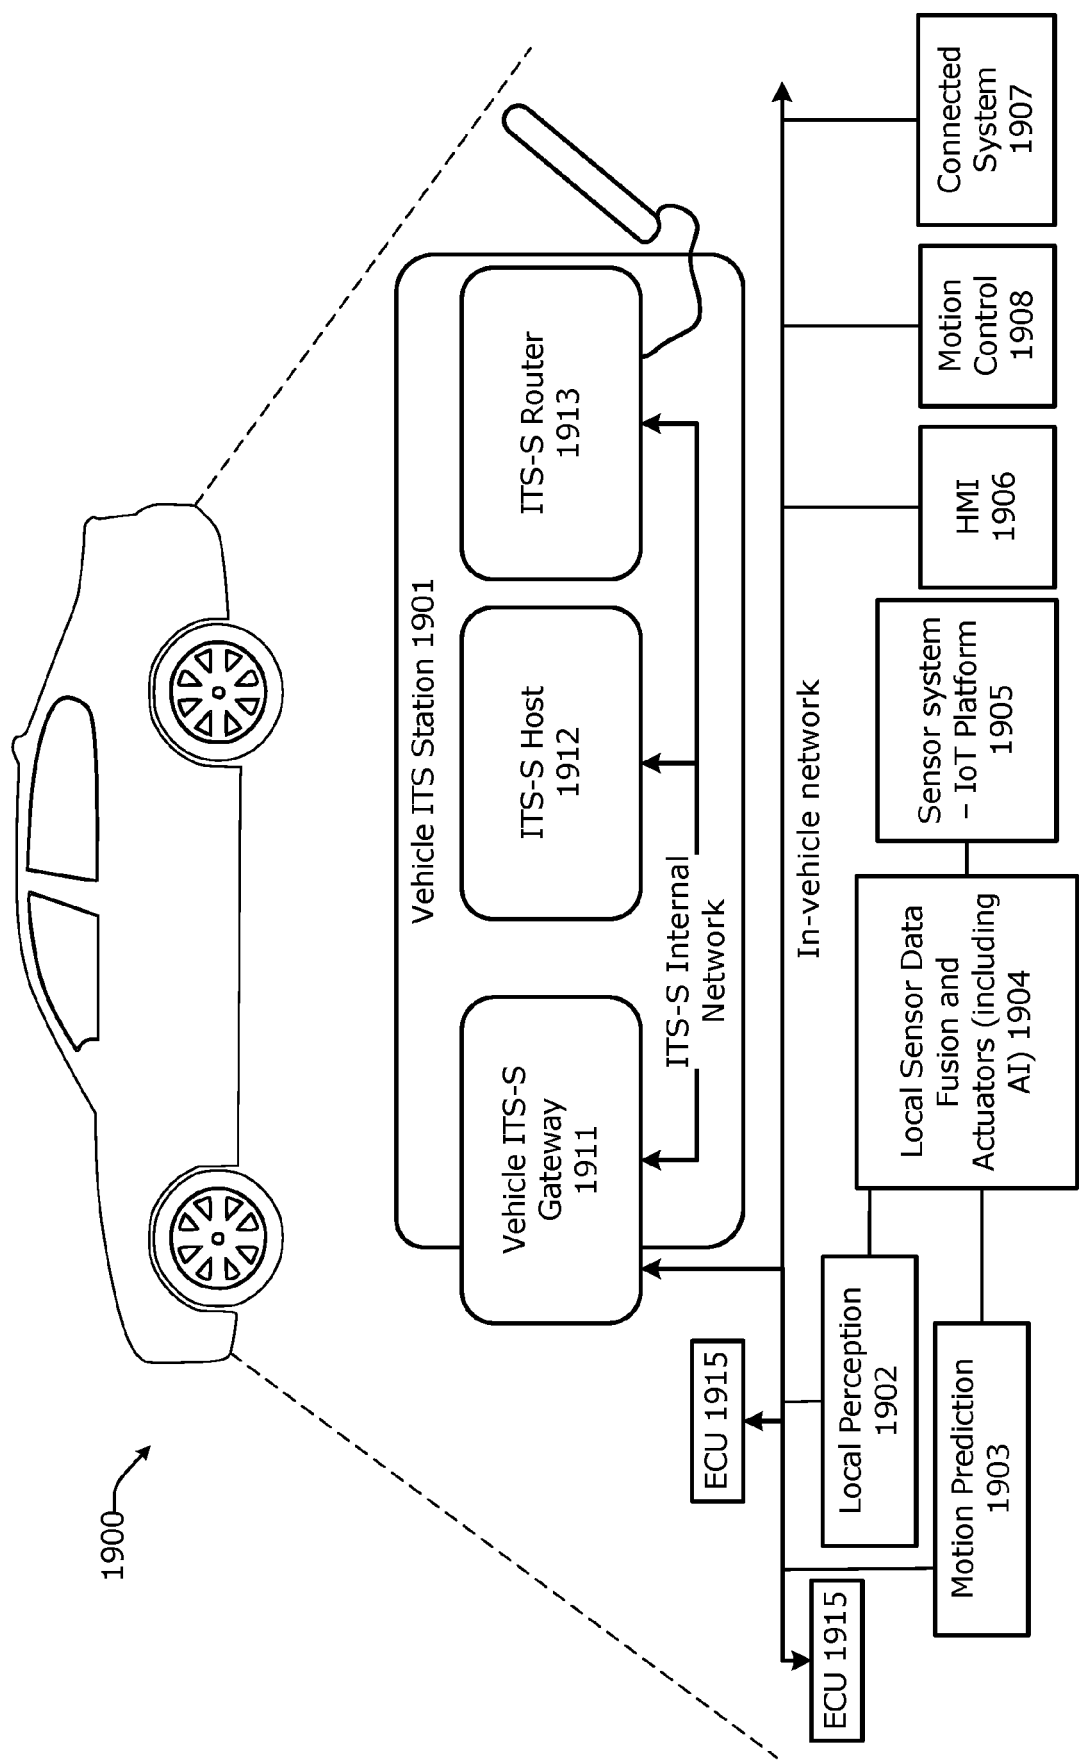 1900
Vehicle ITS Station 1901
Vehicle ITS-S
Gateway
1911
ITS-S Host
1912
ITS-S Router
1913
ITS-S Internal
Network
ECU 1915
In-vehicle network
ECU 1915
Local Perception
1902
Motion Prediction
1903
Local Sensor Data
Fusion and
Actuators (including
AI) 1904
Sensor system
– IoT Platform
1905
HMI
1906
Motion
Control
1908
Connected
System
1907